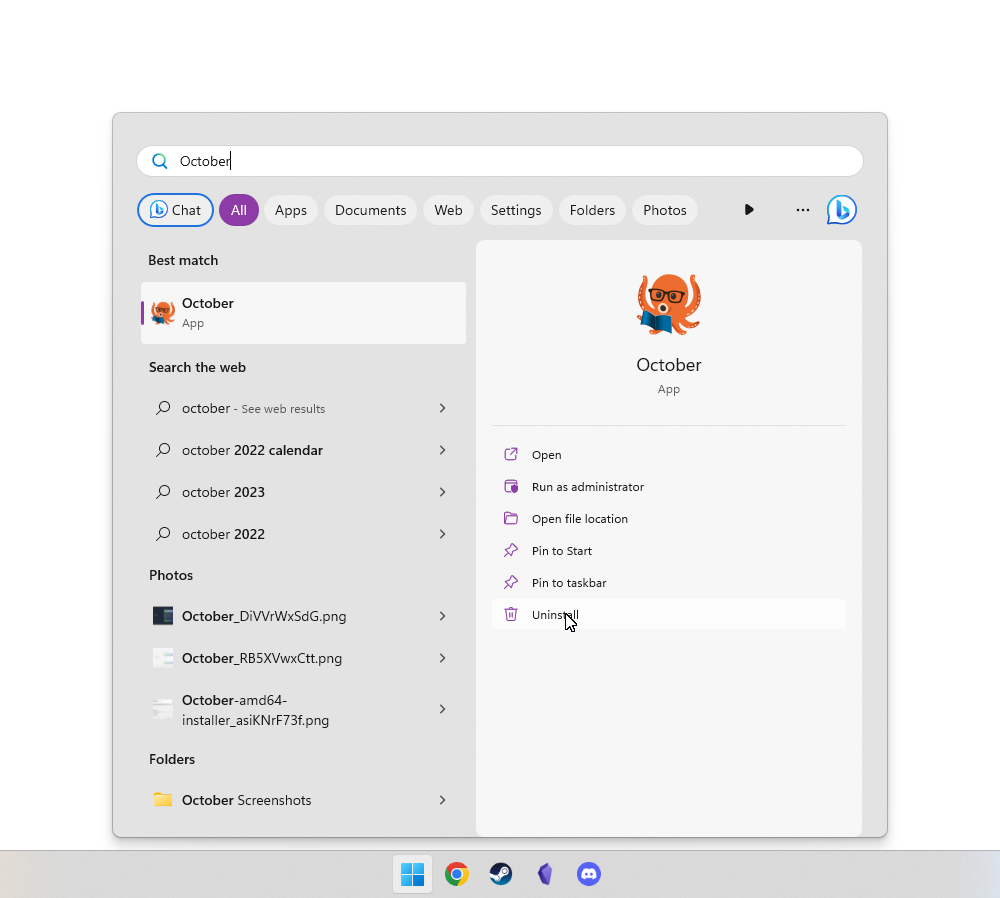 October
Chat
All
Apps
Documents
Web
Settings
Folders
Photos
Best match
October
App
Search the web
october - See web results
october 2022 calendar
october 2023
october 2022
Photos
October_DiVVrWxSdG.png
October_RB5XVwxCtt.png
October-amd64-
installer_asiKNrF73f.png
Folders
October Screenshots
October
App
Open
Run as administrator
Open file location
Pin to Start
Pin to taskbar
Uninstall